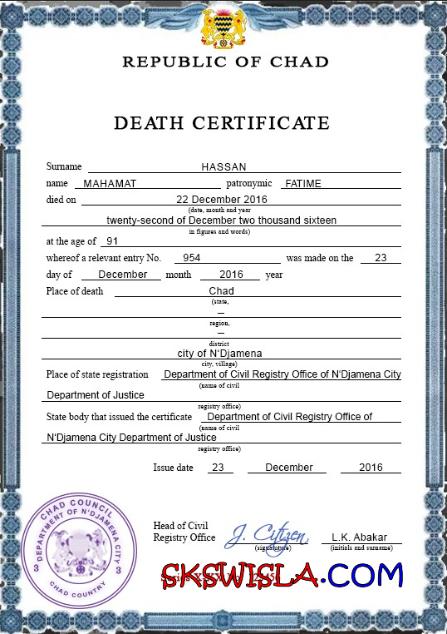 REPUBLIC OF CHAD
DEATH CERTIFICATE
Surname HASSAN
name MAHAMAT patronymic FATIME
died on 22 December 2016
(date, month and year
twenty-second of December two thousand sixteen
in figures and words)
at the age of 91
whereof a relevant entry No. 954 was made on the 23
day of December month 2016 year
Place of death Chad
(state,
—
region,
—
district
city of N'Djamena
city, village)
Place of state registration Department of Civil Registry Office of N'Djamena City
(name of civil
Department of Justice
registry office)
State body that issued the certificate Department of Civil Registry Office of
(name of civil
N'Djamena City Department of Justice
registry office)
Issue date 23 December 2016
CHAD COUNCIL
3 DEPARTMENT OF N'DJAMENA CITY 3
CHAD COUNTRY
Head of Civil
Registry Office J. Citizen L.K. Abakar
(signature) (initials and surname)
SKSWISLA.COM